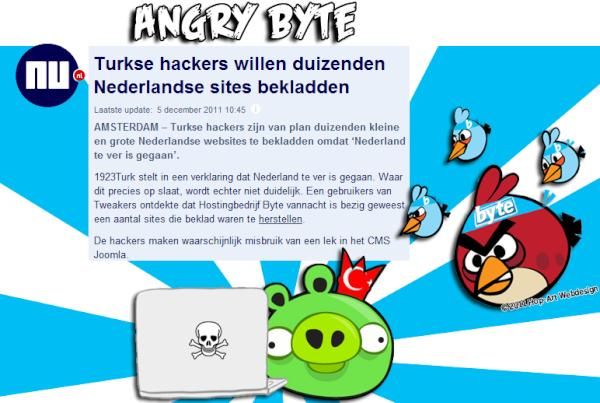 ANGRY BYTE
nu
.nl
Turkse hackers willen duizenden
Nederlandse sites bekladden
Laatste update: 5 december 2011 10:45
AMSTERDAM – Turkse hackers zijn van plan duizenden kleine
en grote Nederlandse websites te bekladden omdat ‘Nederland
te ver is gegaan’.
1923Turk stelt in een verklaring dat Nederland te ver is gegaan. Waar
dit precies op slaat, wordt echter niet duidelijk. Een gebruikers van
Tweakers ontdekte dat Hostingbedrijf Byte vannacht is bezig geweest
een aantal sites die beklad waren te herstellen.
De hackers maken waarschijnlijk misbruik van een lek in het CMS
Joomla.
b
b
b
byte
Pop-Art Webdesign